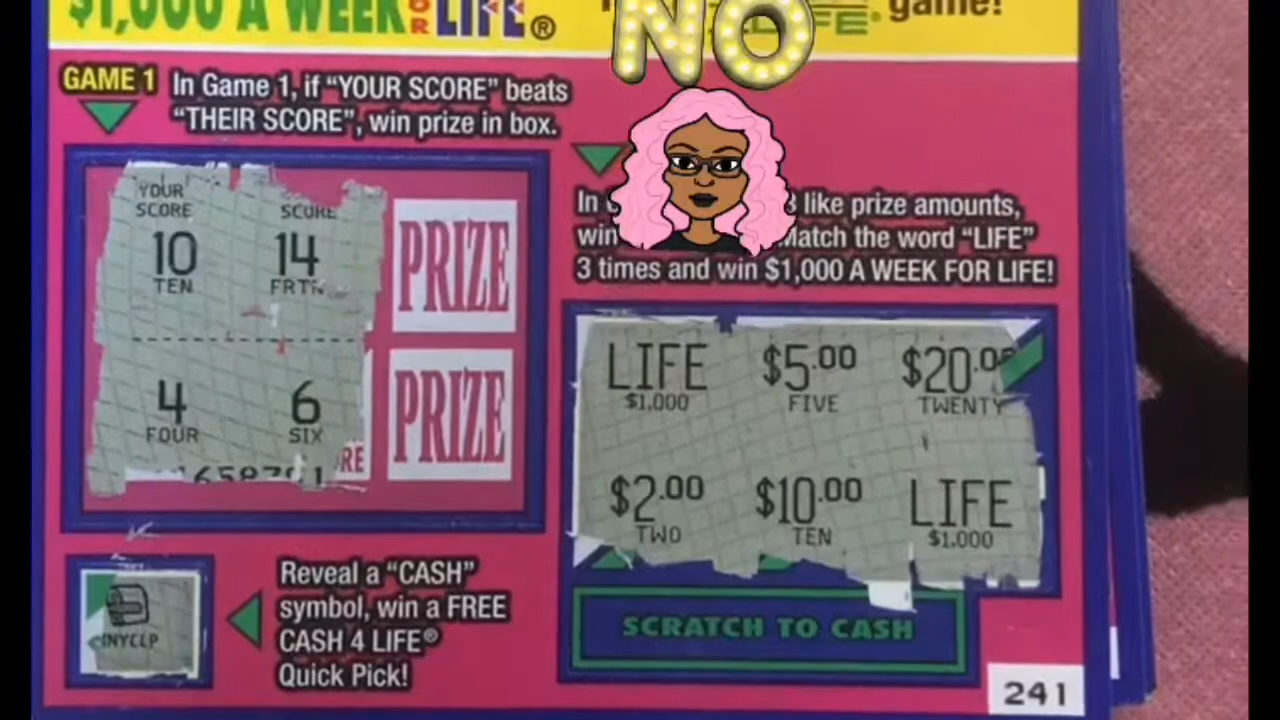 $1,000 A WEEK FOR LIFE®
game!
NO
GAME 1
In Game 1, if "YOUR SCORE" beats
"THEIR SCORE", win prize in box.
YOUR
SCORE
SCORE
10
14
PRIZE
TEN
4
6
PRIZE
FOUR
SIX
In
like prize amounts,
win
Match the word "LIFE"
3 times and win $1,000 A WEEK FOR LIFE!
LIFE
$5.00
$20.00
$1,000
FIVE
TWENTY
$2.00
$10.00
LIFE
TWO
TEN
$1,000
Reveal a "CASH"
symbol, win a FREE
CASH 4 LIFE®
Quick Pick!
SCRATCH TO CASH
241